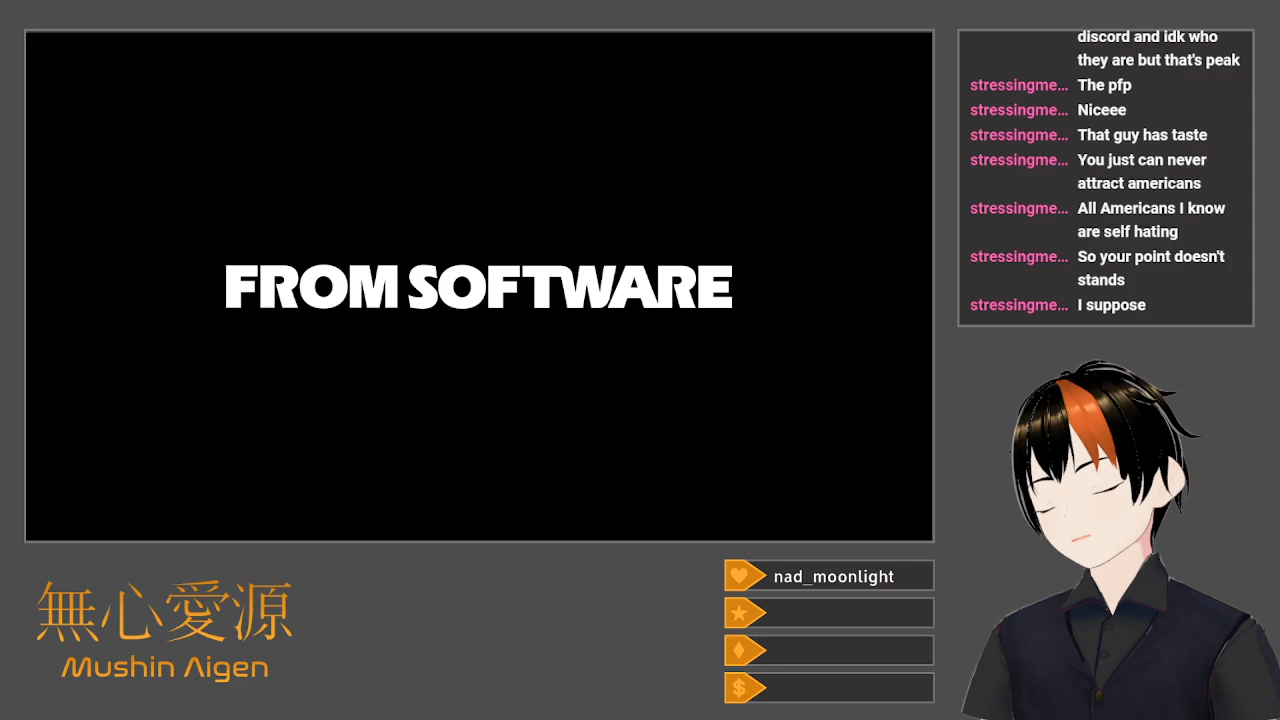 FROM SOFTWARE
discord and idk who
they are but that's peak
stressingme... The pfp
stressingme... Niceee
stressingme... That guy has taste
stressingme... You just can never
attract americans
stressingme... All Americans I know
are self hating
stressingme... So your point doesn't
stands
stressingme... I suppose
nad_moonlight
無心愛源
Mushin Aigen
$